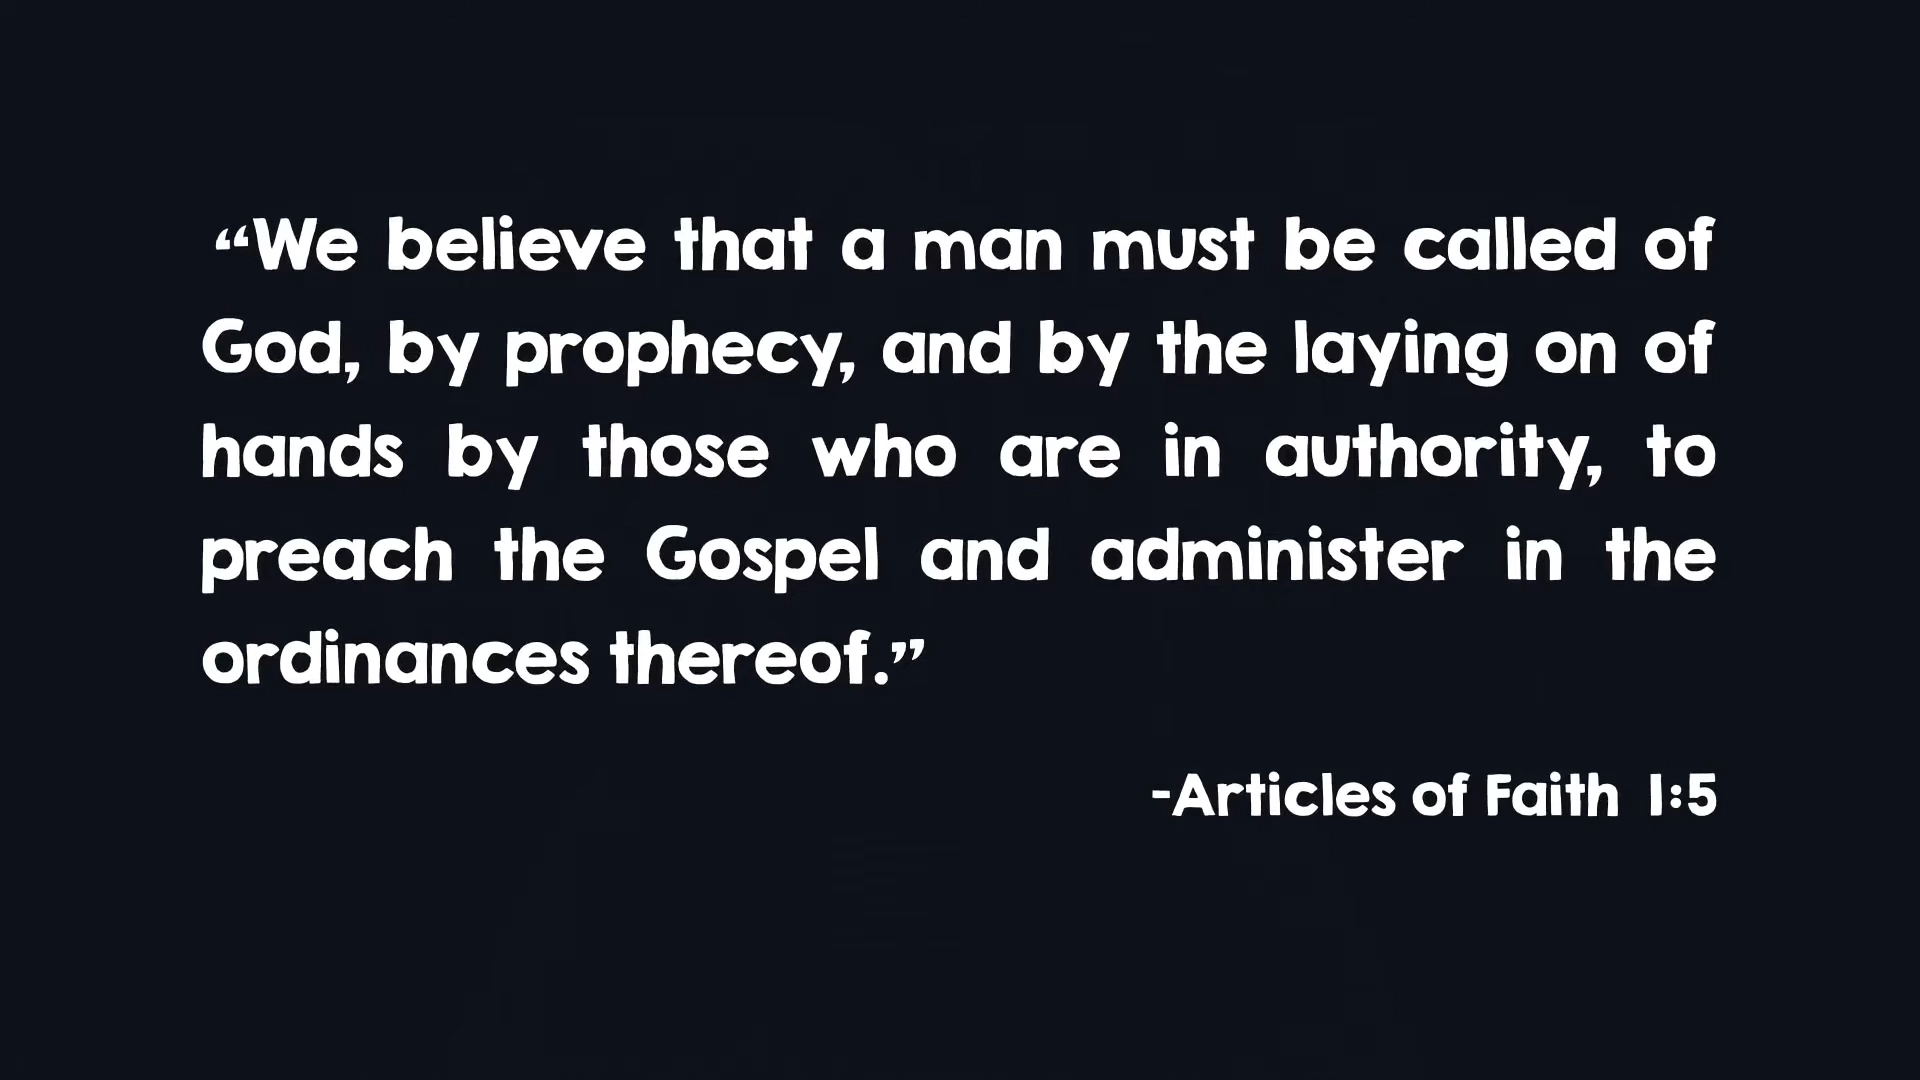 “We believe that a man must be called of
God, by prophecy, and by the laying on of
hands by those who are in authority, to
preach the Gospel and administer in the
ordinances thereof.”
-Articles of Faith 1:5